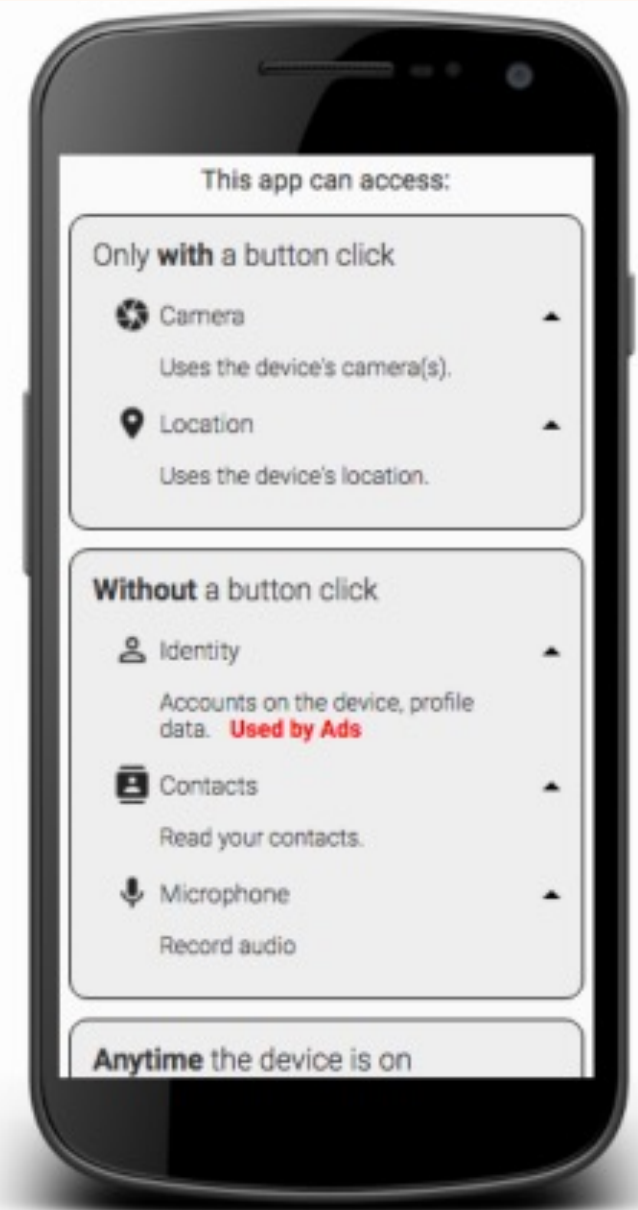 This app can access:
Only with a button click
Camera
Uses the device's camera(s).
Location
Uses the device's location.
Without a button click
Identity
Accounts on the device, profile
data. Used by Ads
Contacts
Read your contacts.
Microphone
Record audio
Anytime the device is on